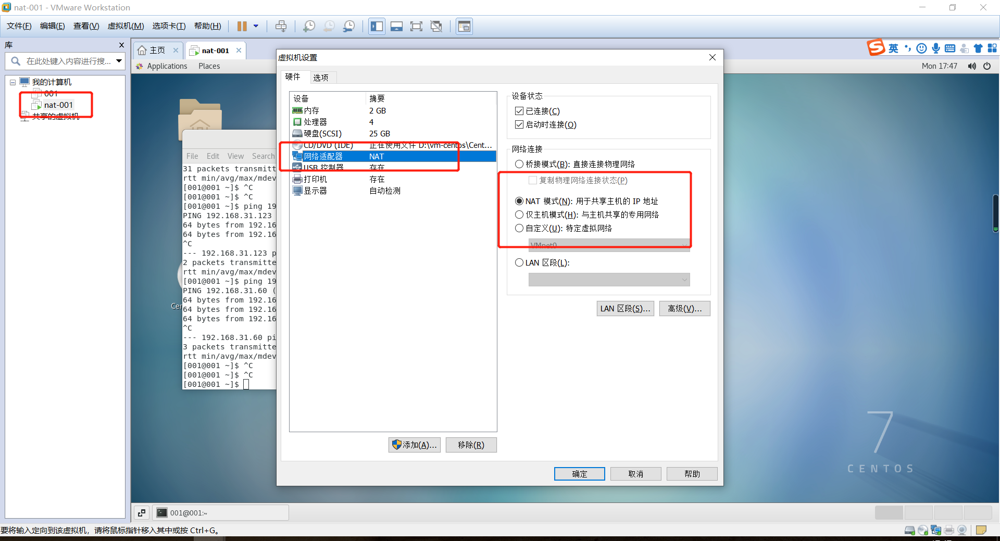 nat-001 - VMware Workstation
文件(F) 编辑(E) 查看(V) 虚拟机(M) 选项卡(T) 帮助(H)
库
在此处键入内容进行搜...
我的计算机
001
nat-001
共享的虚拟机
主页
nat-001
英
Applications Places
Mon 17:47
File Edit View Search
31 packets transmitt
rtt min/avg/max/mdev
[001@001 ~]$ ^C
[001@001 ~]$ ^C
[001@001 ~]$ ping 19
PING 192.168.31.123
64 bytes from 192.16
64 bytes from 192.16
^C
--- 192.168.31.123 p
2 packets transmitte
rtt min/avg/max/mdev
[001@001 ~]$ ping 19
PING 192.168.31.60 (
64 bytes from 192.16
64 bytes from 192.16
64 bytes from 192.16
^C
--- 192.168.31.60 pi
3 packets transmitte
rtt min/avg/max/mdev
[001@001 ~]$ ^C
[001@001 ~]$ ^C
[001@001 ~]$
Cer
虚拟机设置
硬件 选项
设备 摘要
内存 2 GB
处理器 4
硬盘(SCSI) 25 GB
CD/DVD (IDE) 正在使用文件 D:\vm-centos\Cent...
网络适配器 NAT
USB 控制器 存在
打印机 存在
显示器 自动检测
添加(A)... 移除(R)
设备状态
已连接(C)
启动时连接(O)
网络连接
桥接模式(B): 直接连接物理网络
复制物理网络连接状态(P)
NAT 模式(N): 用于共享主机的 IP 地址
仅主机模式(H): 与主机共享的专用网络
自定义(U): 特定虚拟网络
VMnet0
LAN 区段(L):
LAN 区段(S)... 高级(V)...
确定 取消 帮助
7
CENTOS
001@001:~
要将输入定向到该虚拟机，请将鼠标指针移入其中或按 Ctrl+G。